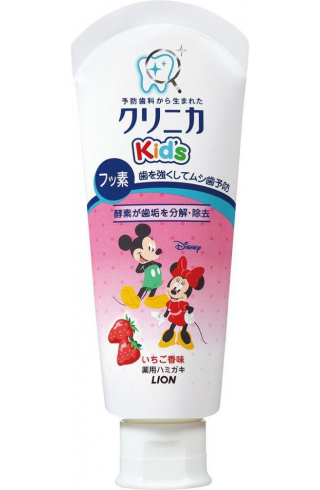 予防歯科から生まれた
クリニカ
Kid's
フッ素
歯を強くしてムシ歯予防
酵素が歯垢を分解・除去
Disney
いちご香味
薬用ハミガキ
LION